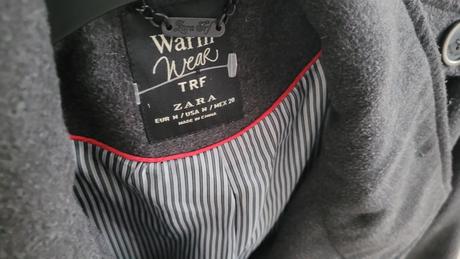 Warm
Wear
TRF
ZARA
EUR M / USA M / MEX 28
MADE IN CHINA